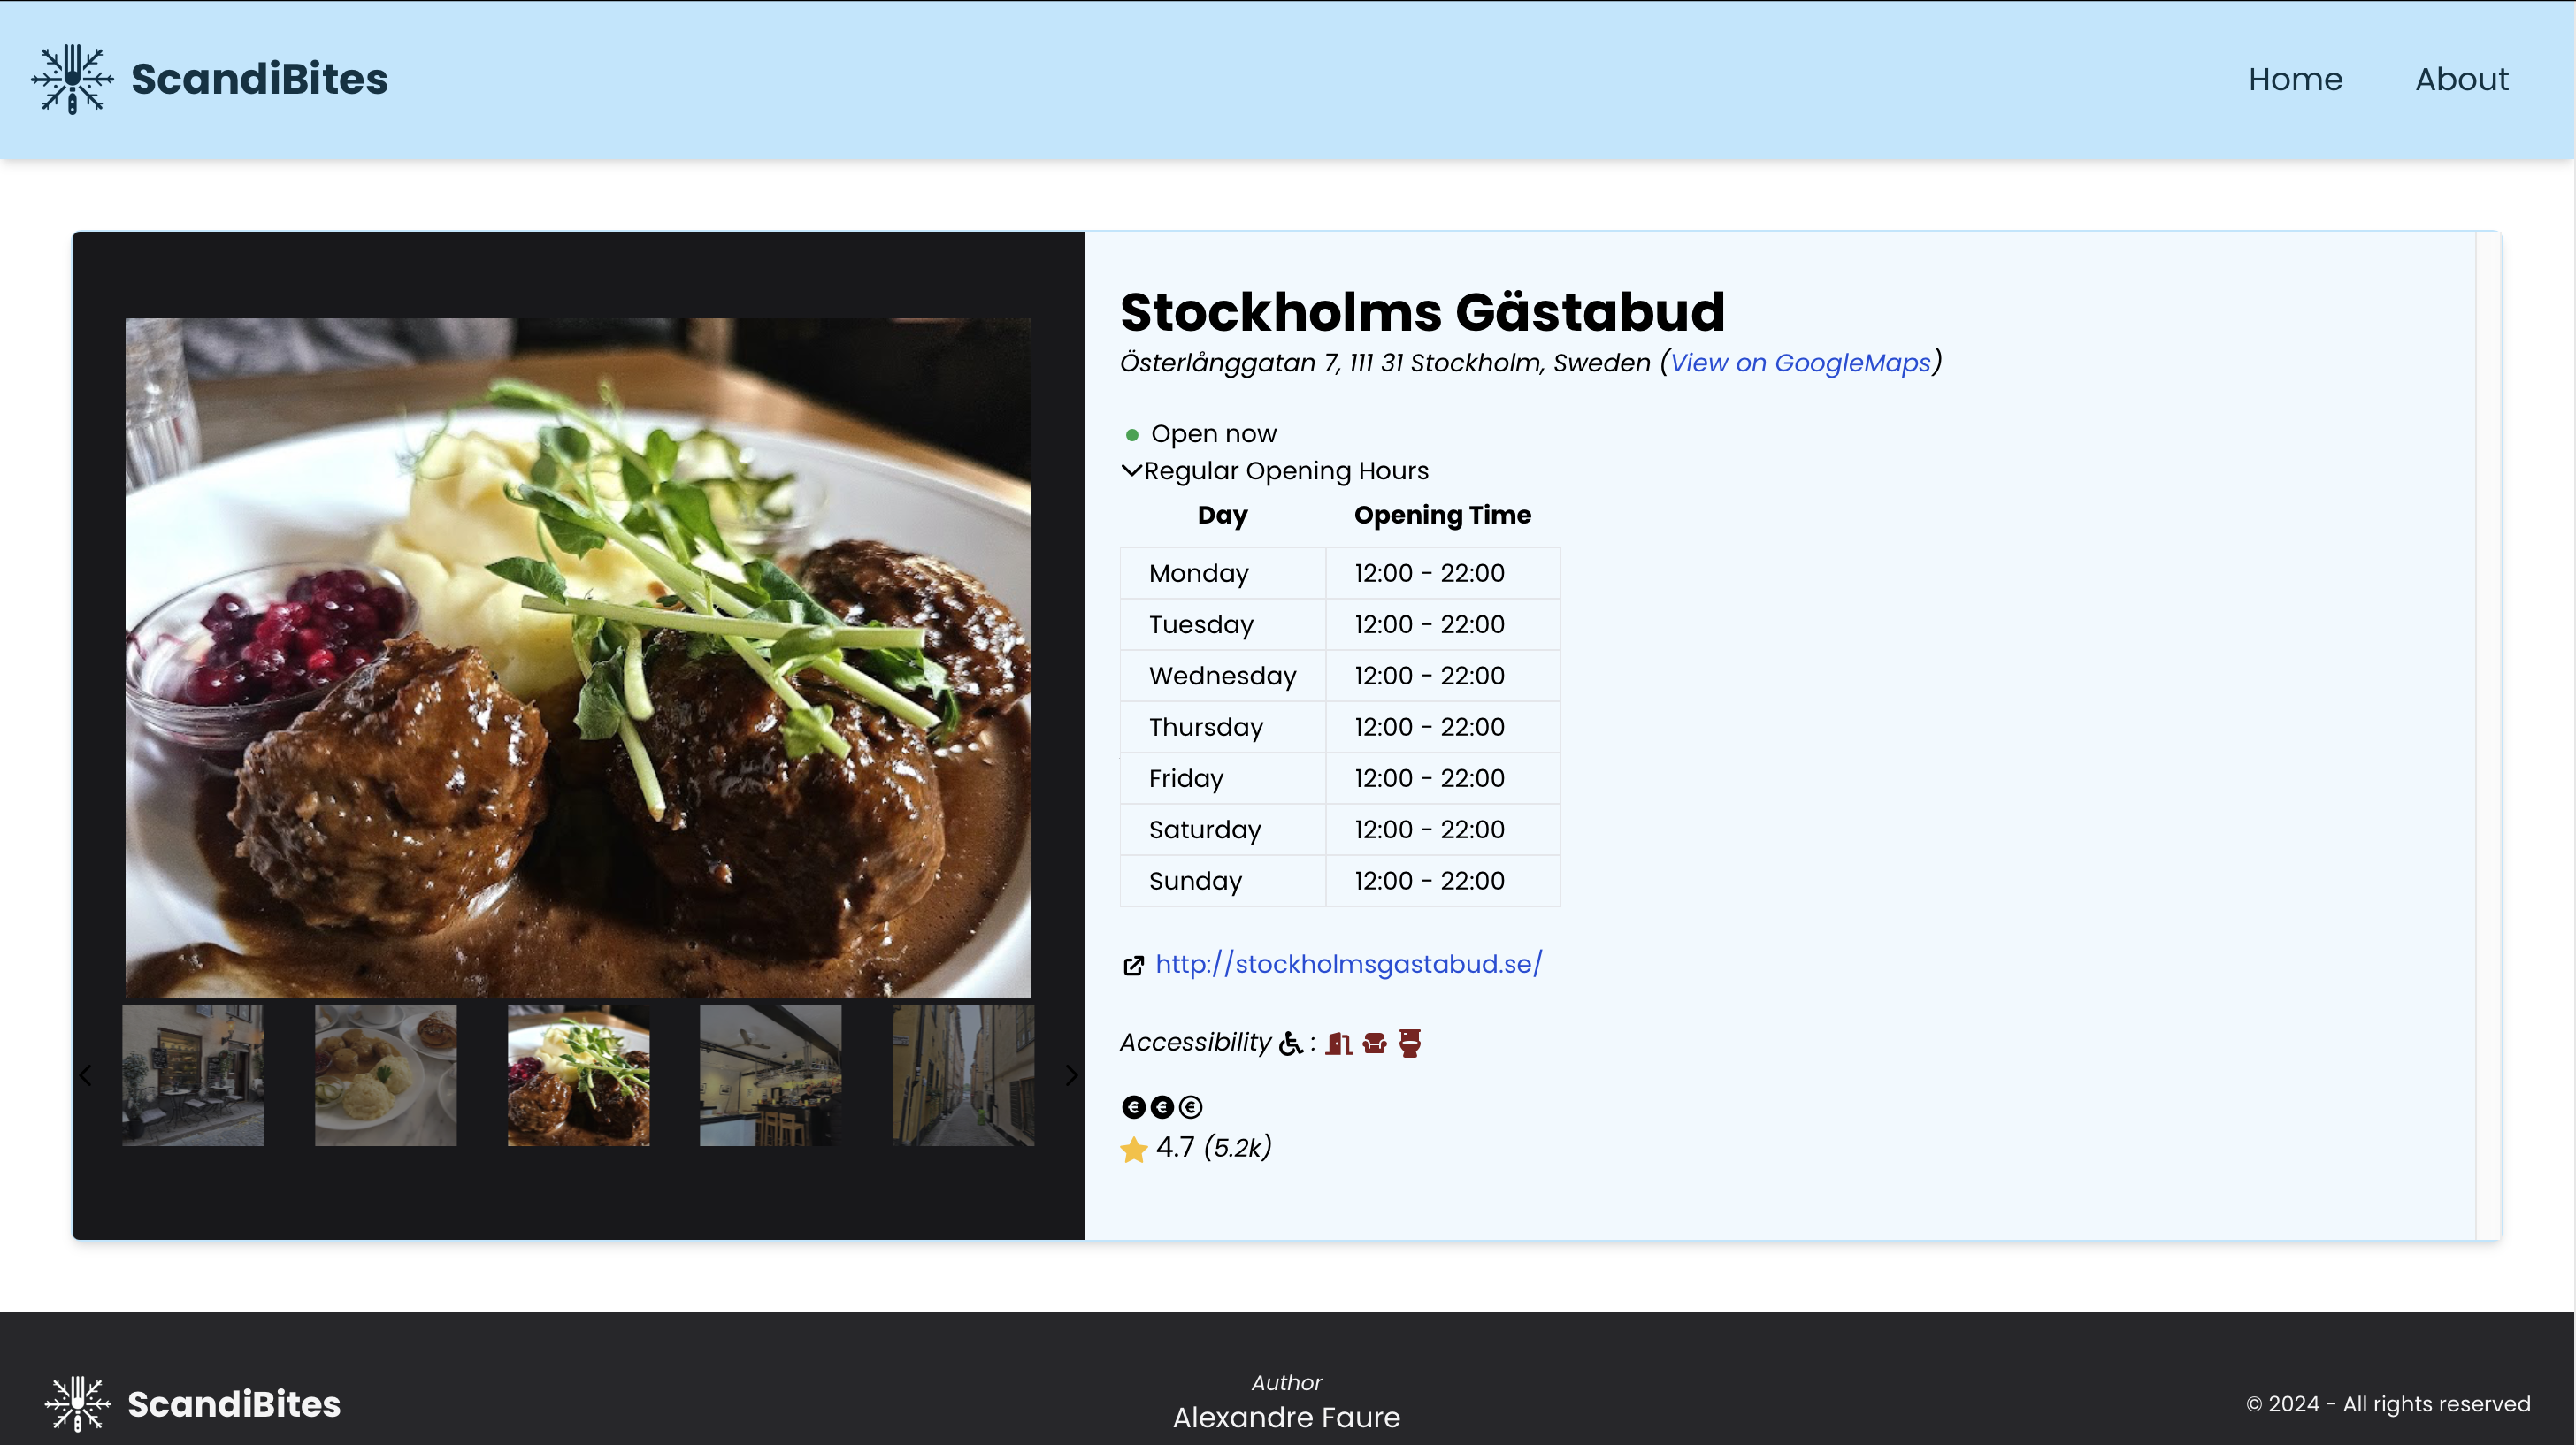 ScandiBites
Home
About
Stockholms Gästabud
Österlånggatan 7, 111 31 Stockholm, Sweden (View on GoogleMaps)
Open now
Regular Opening Hours
Day Opening Time
Monday 12:00 - 22:00
Tuesday 12:00 - 22:00
Wednesday 12:00 - 22:00
Thursday 12:00 - 22:00
Friday 12:00 - 22:00
Saturday 12:00 - 22:00
Sunday 12:00 - 22:00
http://stockholmsgastabud.se/
Accessibility :
4.7 (5.2k)
ScandiBites
Author
Alexandre Faure
© 2024 - All rights reserved